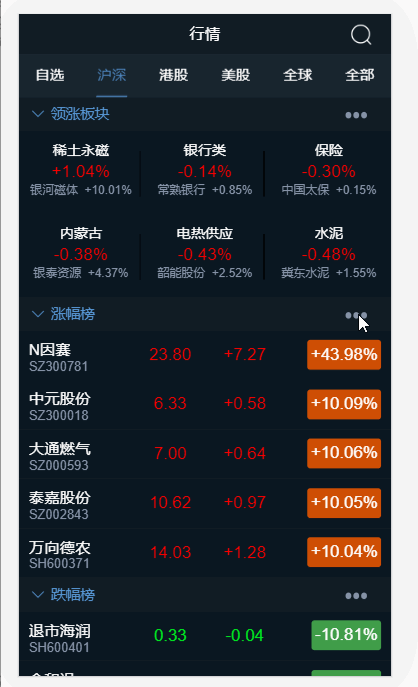 行情
自选 沪深 港股 美股 全球 全部
领涨板块
稀土永磁 银行类 保险
+1.04% -0.14% -0.30%
银河磁体 +10.01% 常熟银行 +0.85% 中国太保 +0.15%
内蒙古 电热供应 水泥
-0.38% -0.43% -0.48%
银泰资源 +4.37% 韶能股份 +2.52% 冀东水泥 +1.55%
涨幅榜
N因赛 23.80 +7.27 +43.98%
SZ300781
中元股份 6.33 +0.58 +10.09%
SZ300018
大通燃气 7.00 +0.64 +10.06%
SZ000593
泰嘉股份 10.62 +0.97 +10.05%
SZ002843
万向德农 14.03 +1.28 +10.04%
SH600371
跌幅榜
退市海润 0.33 -0.04 -10.81%
SH600401